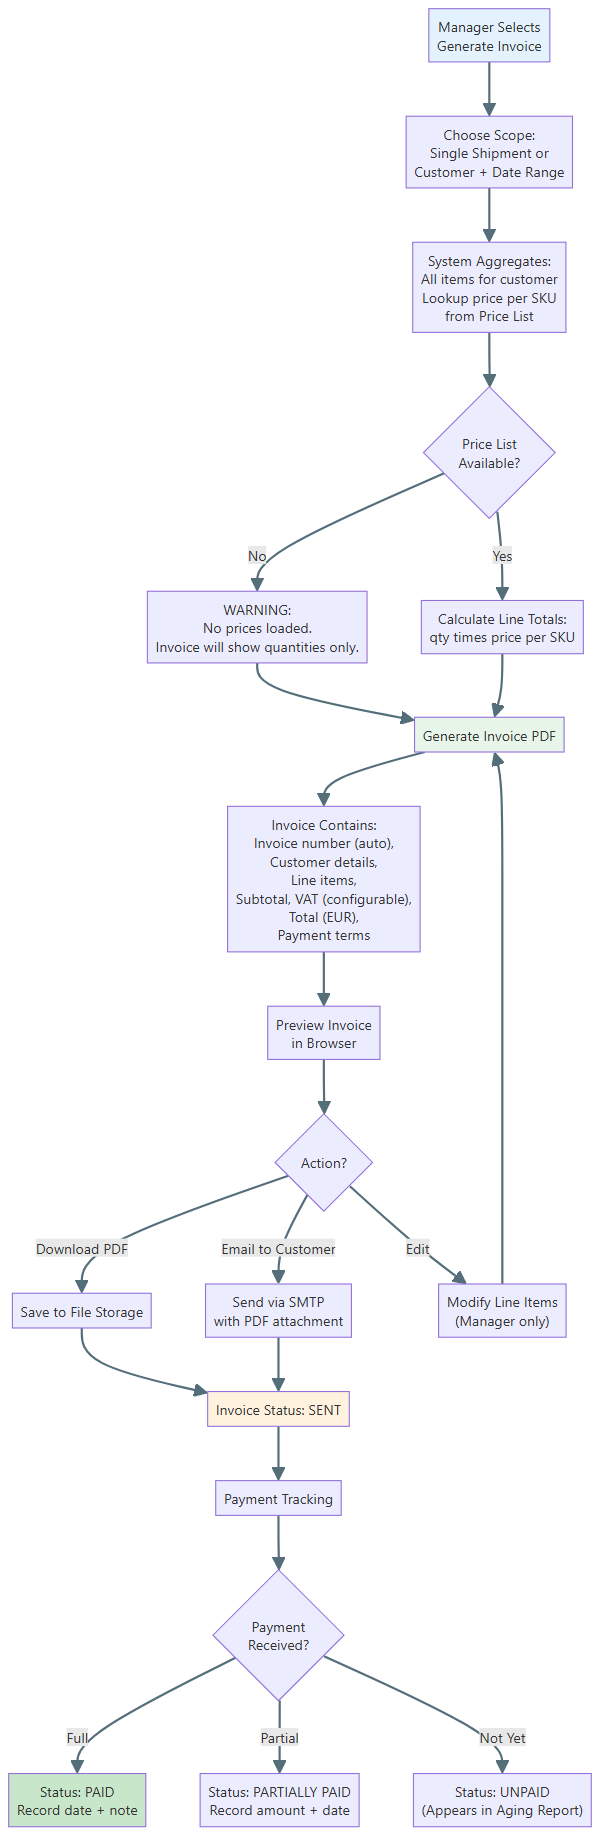 Manager Selects
Generate Invoice
Choose Scope:
Single Shipment or
Customer + Date Range
System Aggregates:
All items for customer
Lookup price per SKU
from Price List
Price List
Available?
No
Yes
WARNING:
No prices loaded.
Invoice will show quantities only.
Calculate Line Totals:
qty times price per SKU
Generate Invoice PDF
Invoice Contains:
Invoice number (auto),
Customer details,
Line items,
Subtotal, VAT (configurable),
Total (EUR),
Payment terms
Preview Invoice
in Browser
Action?
Download PDF
Email to Customer
Edit
Save to File Storage
Send via SMTP
with PDF attachment
Modify Line Items
(Manager only)
Invoice Status: SENT
Payment Tracking
Payment
Received?
Full
Partial
Not Yet
Status: PAID
Record date + note
Status: PARTIALLY PAID
Record amount + date
Status: UNPAID
(Appears in Aging Report)